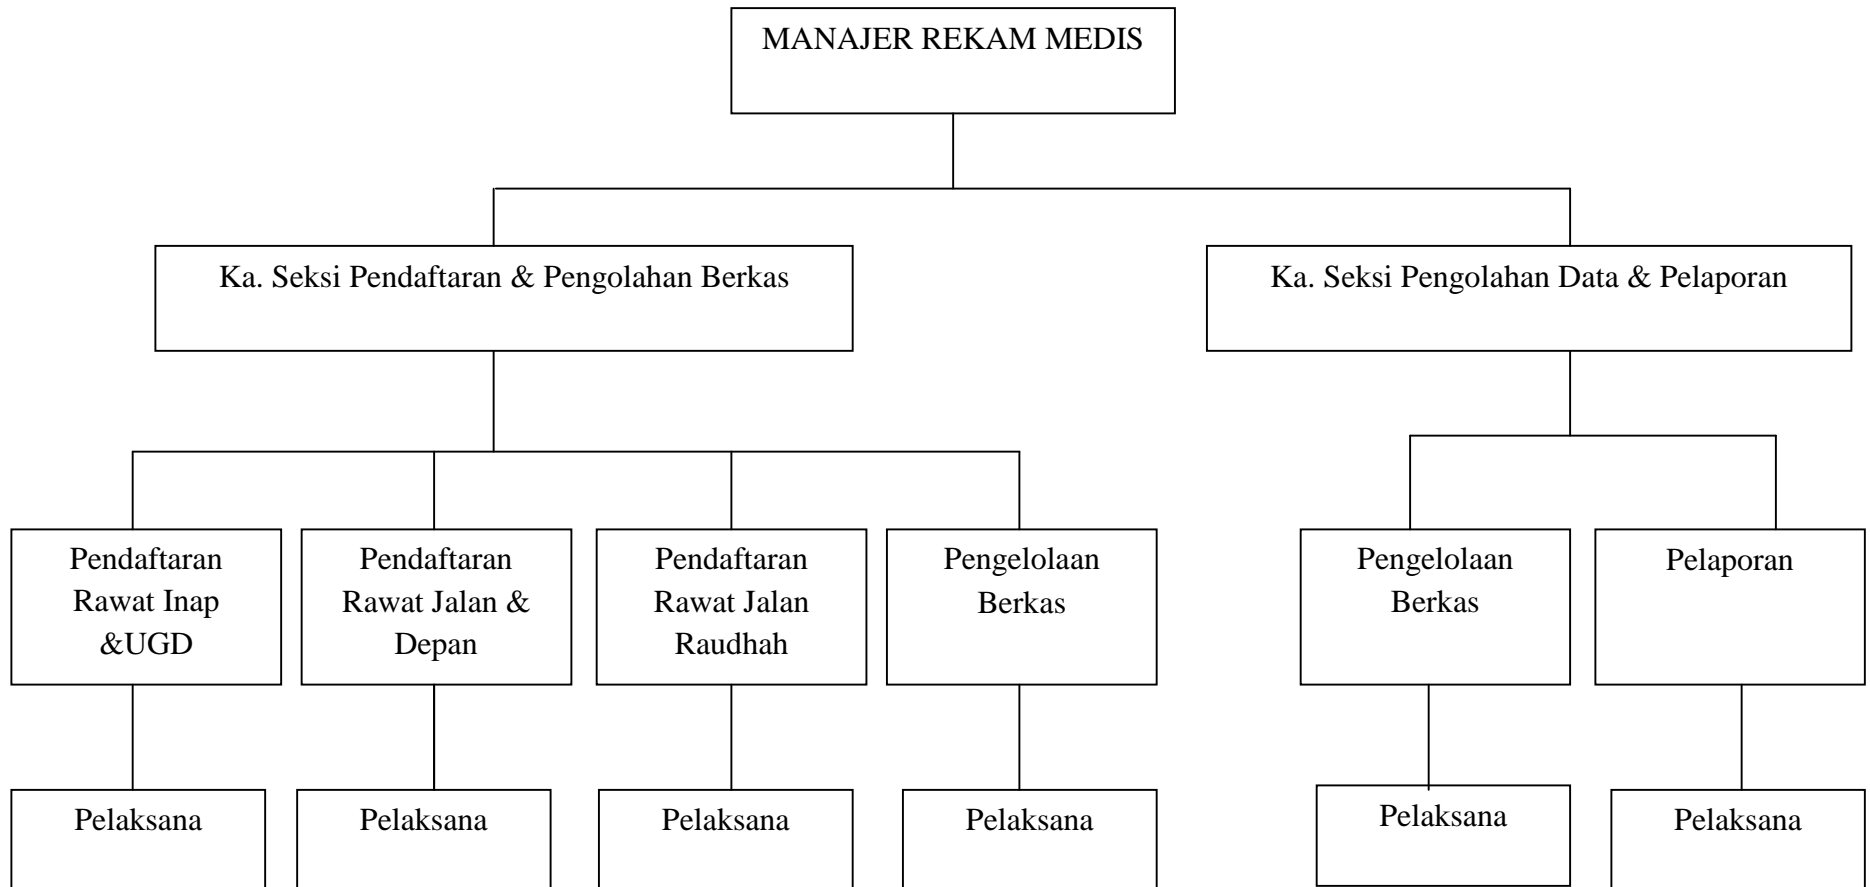 MANAJER REKAM MEDIS
Ka. Seksi Pendaftaran & Pengolahan Berkas
Ka. Seksi Pengolahan Data & Pelaporan
Pendaftaran
Rawat Inap
&UGD
Pendaftaran
Rawat Jalan &
Depan
Pendaftaran
Rawat Jalan
Raudhah
Pengelolaan
Berkas
Pengelolaan
Berkas
Pelaporan
Pelaksana
Pelaksana
Pelaksana
Pelaksana
Pelaksana
Pelaksana